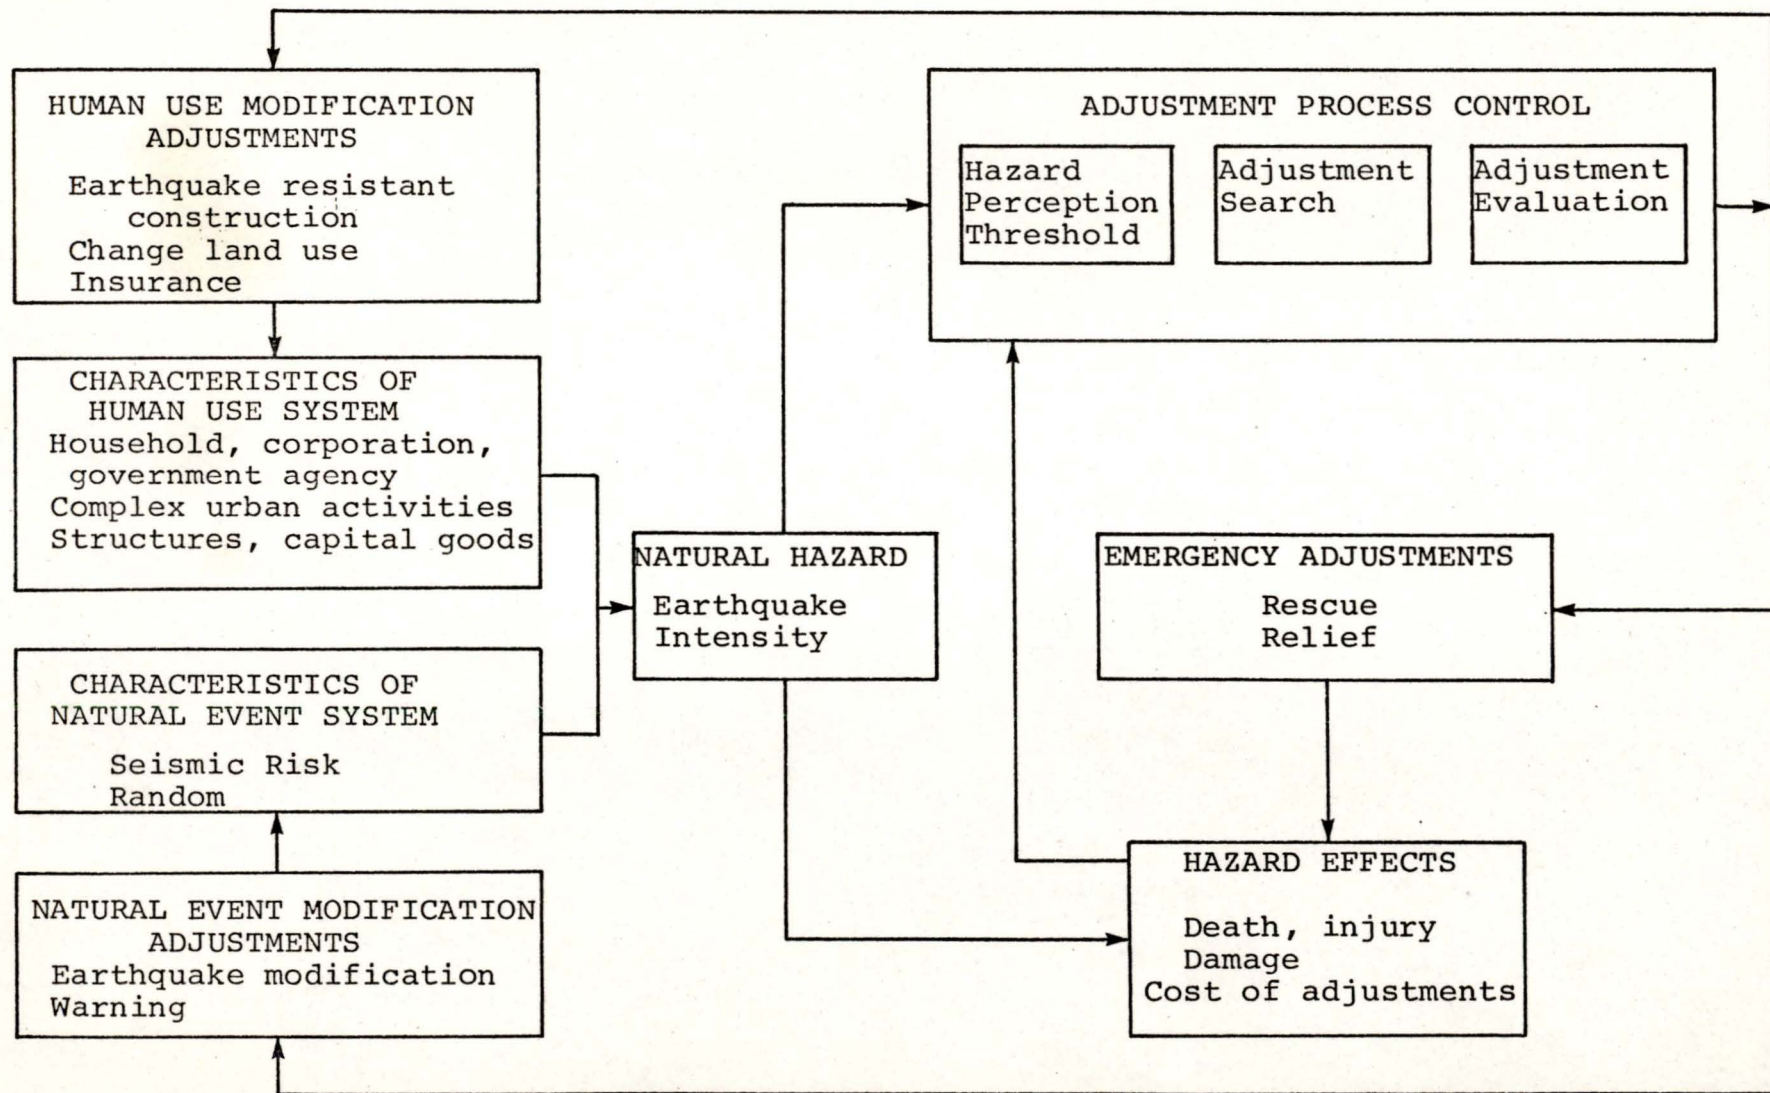 HUMAN USE MODIFICATION
ADJUSTMENTS
Earthquake resistant
construction
Change land use
Insurance
CHARACTERISTICS OF
HUMAN USE SYSTEM
Household, corporation,
government agency
Complex urban activities
Structures, capital goods
CHARACTERISTICS OF
NATURAL EVENT SYSTEM
Seismic Risk
Random
NATURAL EVENT MODIFICATION
ADJUSTMENTS
Earthquake modification
Warning
NATURAL HAZARD
Earthquake
Intensity
ADJUSTMENT PROCESS CONTROL
Hazard
Perception
Threshold
Adjustment
Search
Adjustment
Evaluation
EMERGENCY ADJUSTMENTS
Rescue
Relief
HAZARD EFFECTS
Death, injury
Damage
Cost of adjustments